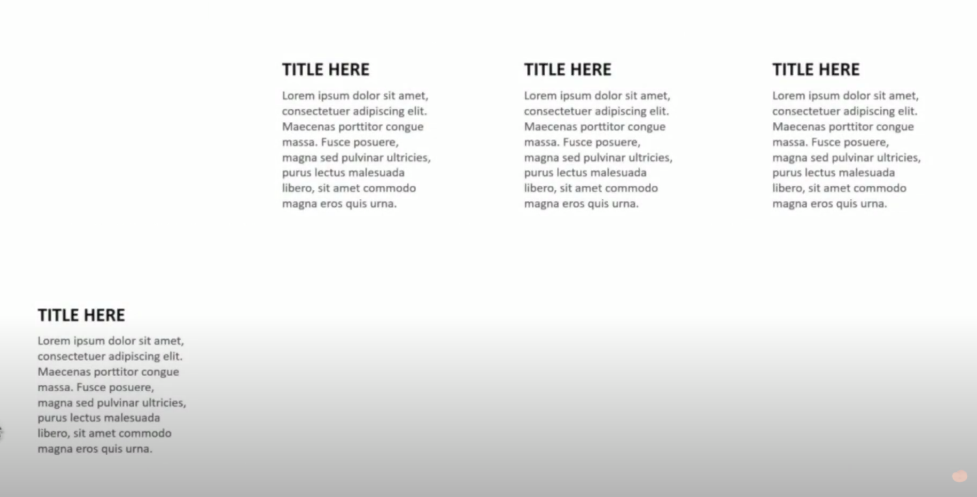 TITLE HERE
Lorem ipsum dolor sit amet,
consectetuer adipiscing elit.
Maecenas porttitor congue
massa. Fusce posuere,
magna sed pulvinar ultricies,
purus lectus malesuada
libero, sit amet commodo
magna eros quis urna.
TITLE HERE
Lorem ipsum dolor sit amet,
consectetuer adipiscing elit.
Maecenas porttitor congue
massa. Fusce posuere,
magna sed pulvinar ultricies,
purus lectus malesuada
libero, sit amet commodo
magna eros quis urna.
TITLE HERE
Lorem ipsum dolor sit amet,
consectetuer adipiscing elit.
Maecenas porttitor congue
massa. Fusce posuere,
magna sed pulvinar ultricies,
purus lectus malesuada
libero, sit amet commodo
magna eros quis urna.
TITLE HERE
Lorem ipsum dolor sit amet,
consectetuer adipiscing elit.
Maecenas porttitor congue
massa. Fusce posuere,
magna sed pulvinar ultricies,
purus lectus malesuada
libero, sit amet commodo
magna eros quis urna.